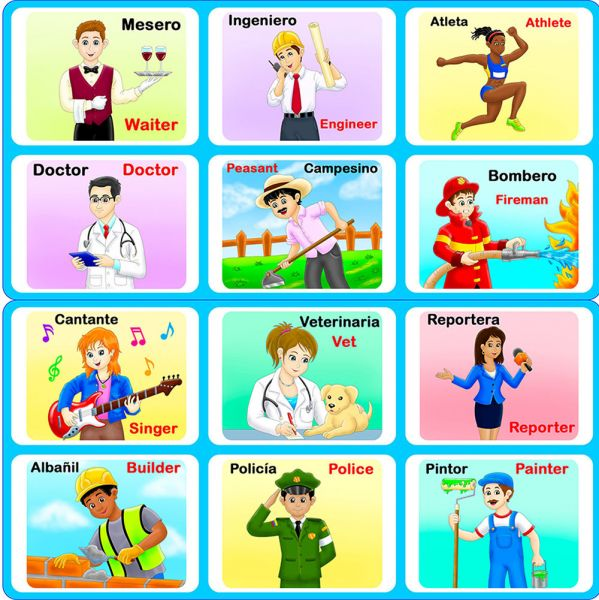 Mesero
Waiter
Ingeniero
Engineer
Atleta Athlete
Doctor Doctor
Peasant Campesino
Bombero
Fireman
Cantante
Singer
Veterinaria
Vet
Reportera
Reporter
Albañil Builder
Policía Police
Pintor Painter